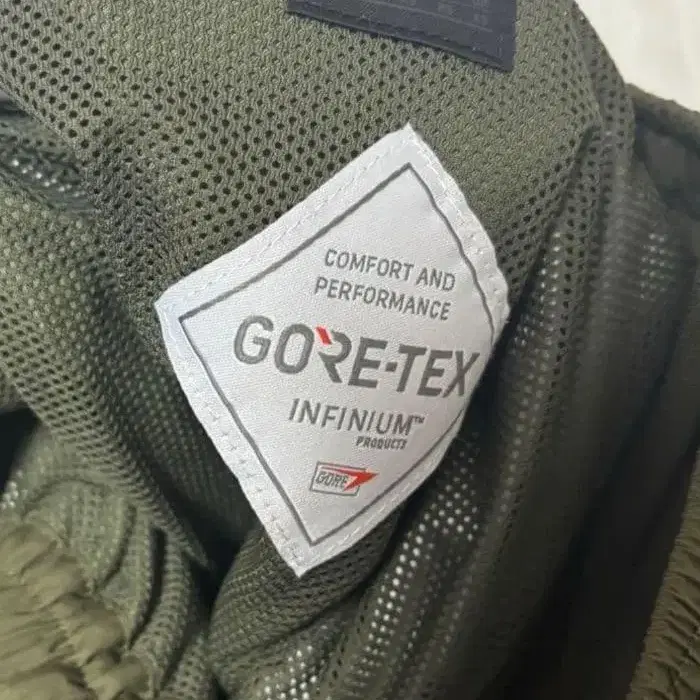 COMFORT AND
PERFORMANCE
GORE-TEX
INFINIUM™
PRODUCTS
GORE